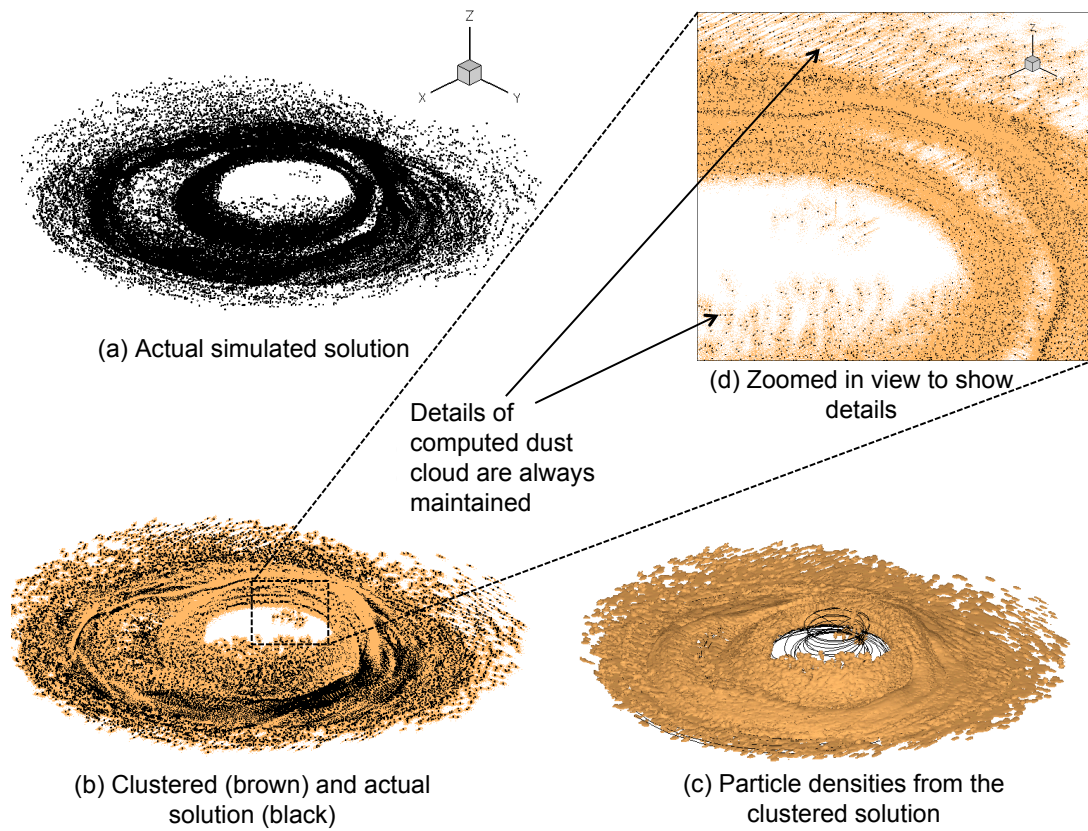 Z
X
Y
(a) Actual simulated solution
Z
(d) Zoomed in view to show
details
Details of
computed dust
cloud are always
maintained
(b) Clustered (brown) and actual
solution (black)
(c) Particle densities from the
clustered solution